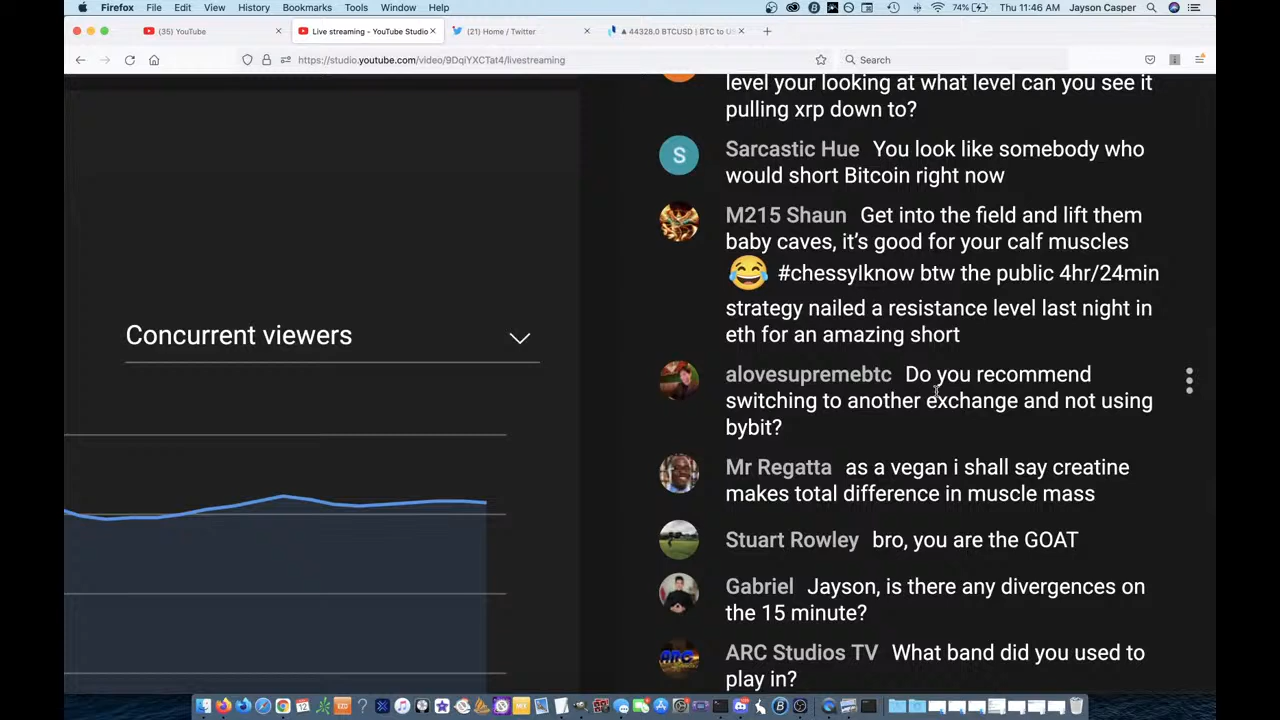 Firefox File Edit View History Bookmarks Tools Window Help 74% Thu 11:46 AM Jayson Casper
(35) YouTube
Live streaming - YouTube Studio
(21) Home / Twitter
▲ 44328.0 BTCUSD | BTC to U
https://studio.youtube.com/video/9DqiYXCTat4/livestreaming
Search
Concurrent viewers
level your looking at what level can you see it
pulling xrp down to?
S
Sarcastic Hue You look like somebody who
would short Bitcoin right now
M215 Shaun Get into the field and lift them
baby caves, it’s good for your calf muscles
😂 #chessyIknow btw the public 4hr/24min
strategy nailed a resistance level last night in
eth for an amazing short
alovesupremebtc Do you recommend
switching to another exchange and not using
bybit?
Mr Regatta as a vegan i shall say creatine
makes total difference in muscle mass
Stuart Rowley bro, you are the GOAT
Gabriel Jayson, is there any divergences on
the 15 minute?
ARC
ARC Studios TV What band did you used to
play in?